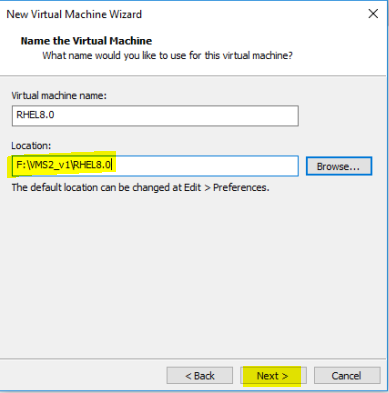 New Virtual Machine Wizard
Name the Virtual Machine
What name would you like to use for this virtual machine?
Virtual machine name:
RHEL8.0
Location:
F:\VMS2_v1\RHEL8.0
Browse...
The default location can be changed at Edit > Preferences.
< Back Next > Cancel